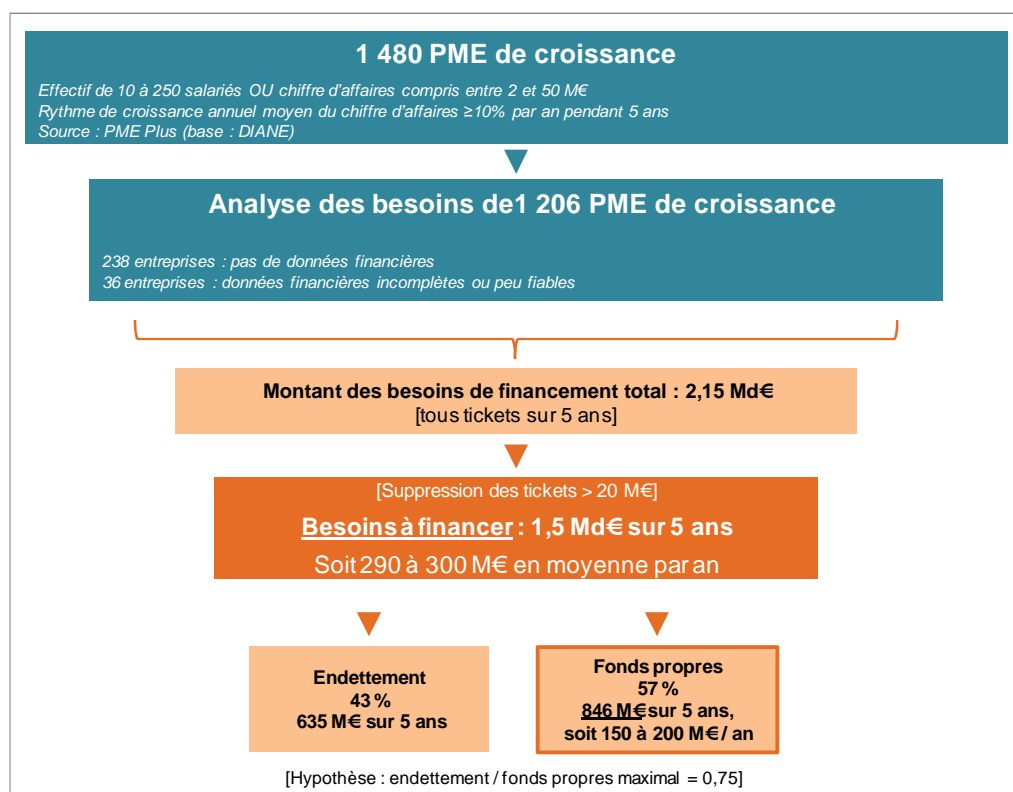 1 480 PME de croissance
Effectif de 10 à 250 salariés OU chiffre d'affaires compris entre 2 et 50 M€
Rythme de croissance annuel moyen du chiffre d'affaires ≥10% par an pendant 5 ans
Source : PME Plus (base : DIANE)
Analyse des besoins de1 206 PME de croissance
238 entreprises : pas de données financières
36 entreprises : données financières incomplètes ou peu fiables
Montant des besoins de financement total : 2,15 Md€
[tous tickets sur 5 ans]
[Suppression des tickets > 20 M€]
Besoins à financer : 1,5 Md€ sur 5 ans
Soit 290 à 300 M€ en moyenne par an
Endettement
43 %
635 M€ sur 5 ans
Fonds propres
57 %
846 M€ sur 5 ans,
soit 150 à 200 M€ / an
[Hypothèse : endettement / fonds propres maximal = 0,75]